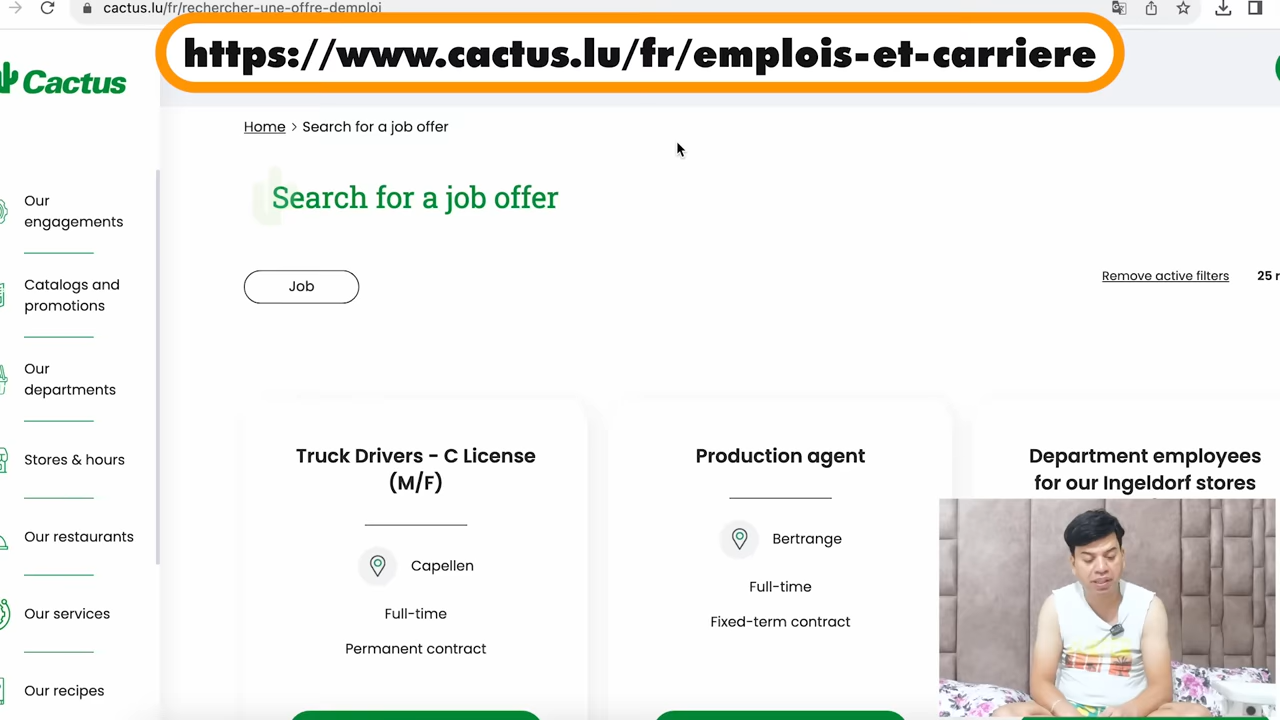 cactus.lu/fr/rechercher-une-offre-demploi
https://www.cactus.lu/fr/emplois-et-carriere
Cactus
Home > Search for a job offer
Search for a job offer
Job
Remove active filters
25
Our
engagements
Catalogs and
promotions
Our
departments
Stores & hours
Our restaurants
Our services
Our recipes
Truck Drivers - C License
(M/F)
Capellen
Full-time
Permanent contract
Production agent
Bertrange
Full-time
Fixed-term contract
Department employees
for our Ingeldorf stores